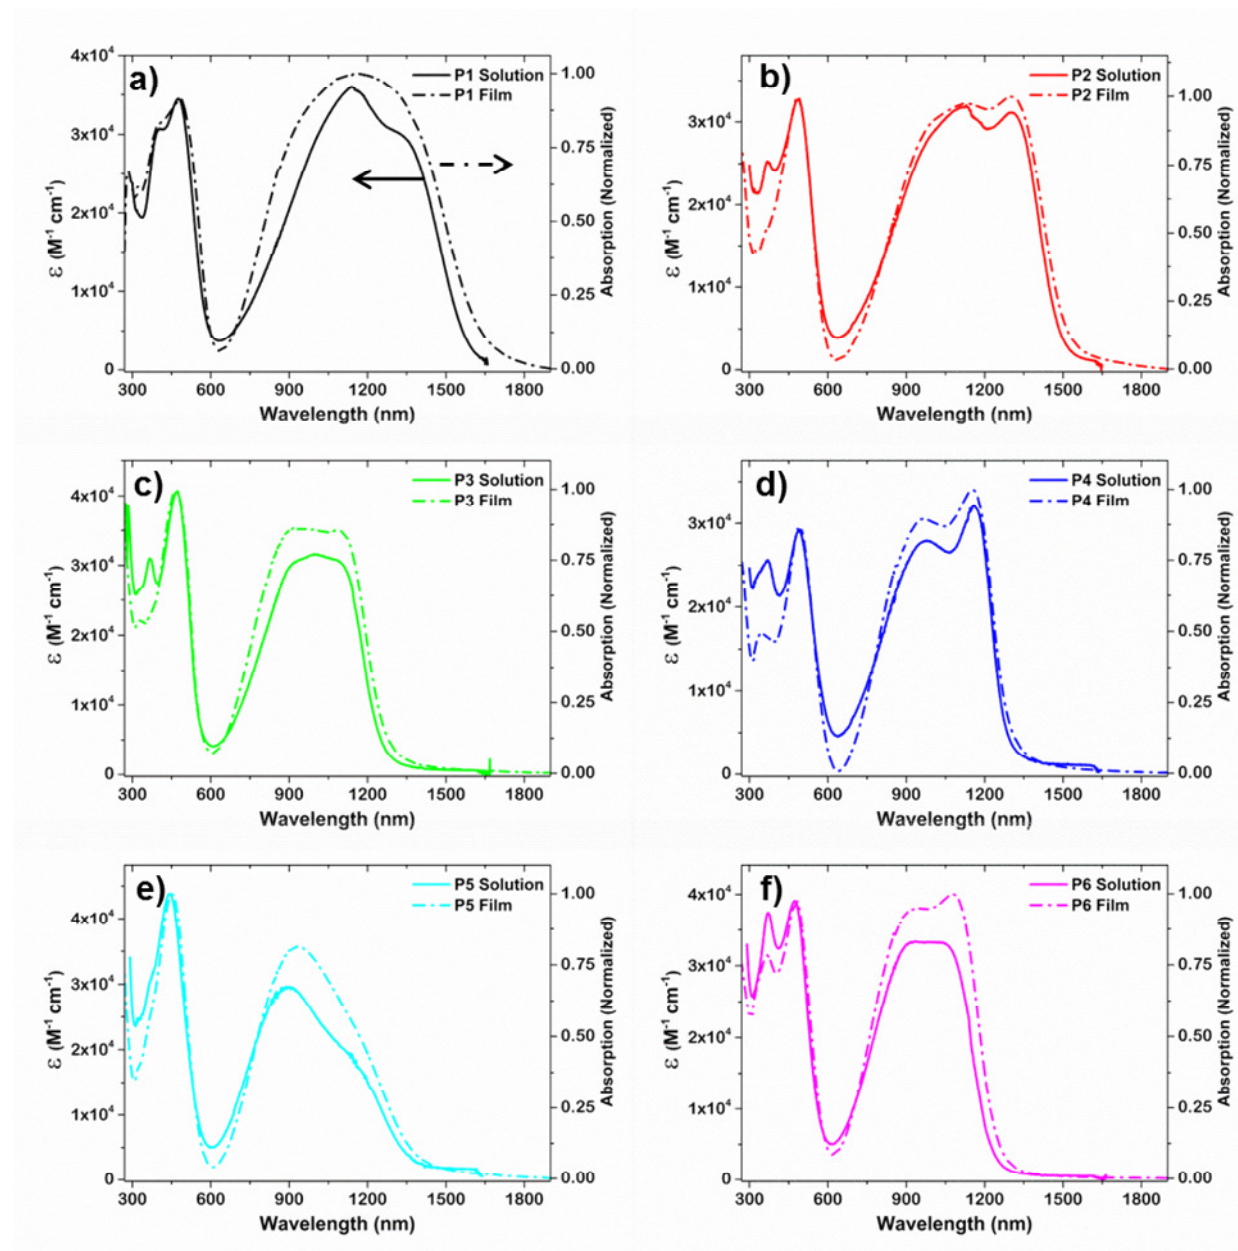 a)
P1 Solution
P1 Film
4x10⁴
3x10⁴
2x10⁴
1x10⁴
0
ε (M⁻¹ cm⁻¹)
1.00
0.75
0.50
0.25
0.00
Absorption (Normalized)
300 600 900 1200 1500 1800
Wavelength (nm)
b)
P2 Solution
P2 Film
3x10⁴
2x10⁴
1x10⁴
0
ε (M⁻¹ cm⁻¹)
1.00
0.75
0.50
0.25
0.00
Absorption (Normalized)
300 600 900 1200 1500 1800
Wavelength (nm)
c)
P3 Solution
P3 Film
4x10⁴
3x10⁴
2x10⁴
1x10⁴
0
ε (M⁻¹ cm⁻¹)
1.00
0.75
0.50
0.25
0.00
Absorption (Normalized)
300 600 900 1200 1500 1800
Wavelength (nm)
d)
P4 Solution
P4 Film
3x10⁴
2x10⁴
1x10⁴
0
ε (M⁻¹ cm⁻¹)
1.00
0.75
0.50
0.25
0.00
Absorption (Normalized)
300 600 900 1200 1500 1800
Wavelength (nm)
e)
P5 Solution
P5 Film
4x10⁴
3x10⁴
2x10⁴
1x10⁴
0
ε (M⁻¹ cm⁻¹)
1.00
0.75
0.50
0.25
0.00
Absorption (Normalized)
300 600 900 1200 1500 1800
Wavelength (nm)
f)
P6 Solution
P6 Film
4x10⁴
3x10⁴
2x10⁴
1x10⁴
0
ε (M⁻¹ cm⁻¹)
1.00
0.75
0.50
0.25
0.00
Absorption (Normalized)
300 600 900 1200 1500 1800
Wavelength (nm)